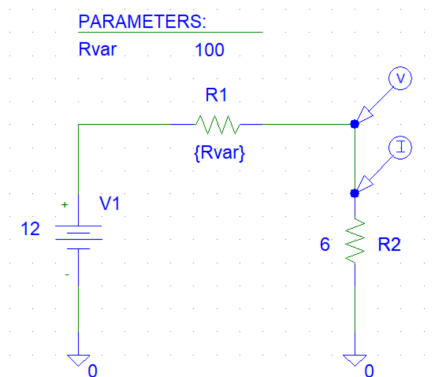 PARAMETERS:
Rvar 100
V
R1
I
{Rvar}
+
V1
12
6
R2
-
0
0